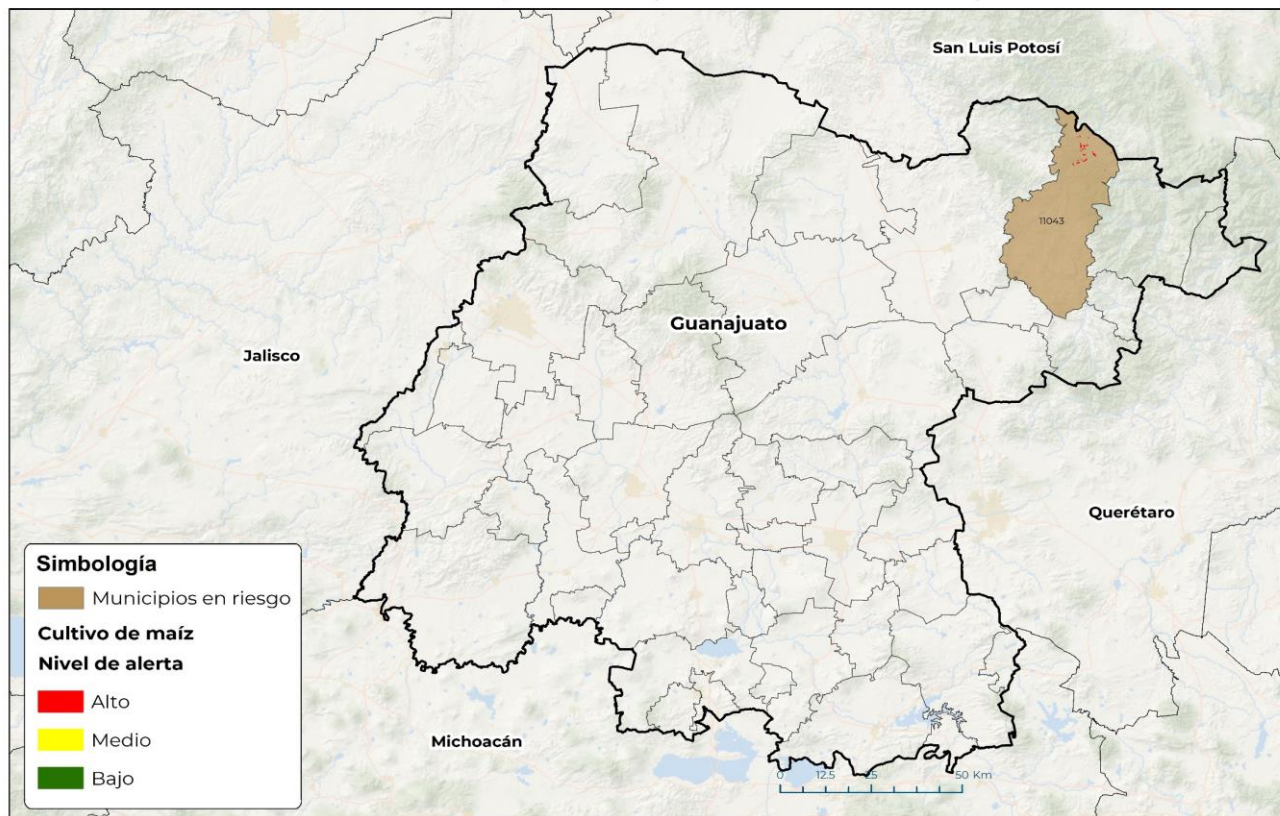 San Luis Potosí
11043
Guanajuato
Jalisco
Querétaro
Michoacán
Simbología
Municipios en riesgo
Cultivo de maíz
Nivel de alerta
Alto
Medio
Bajo
0 12.5 25 50 Km